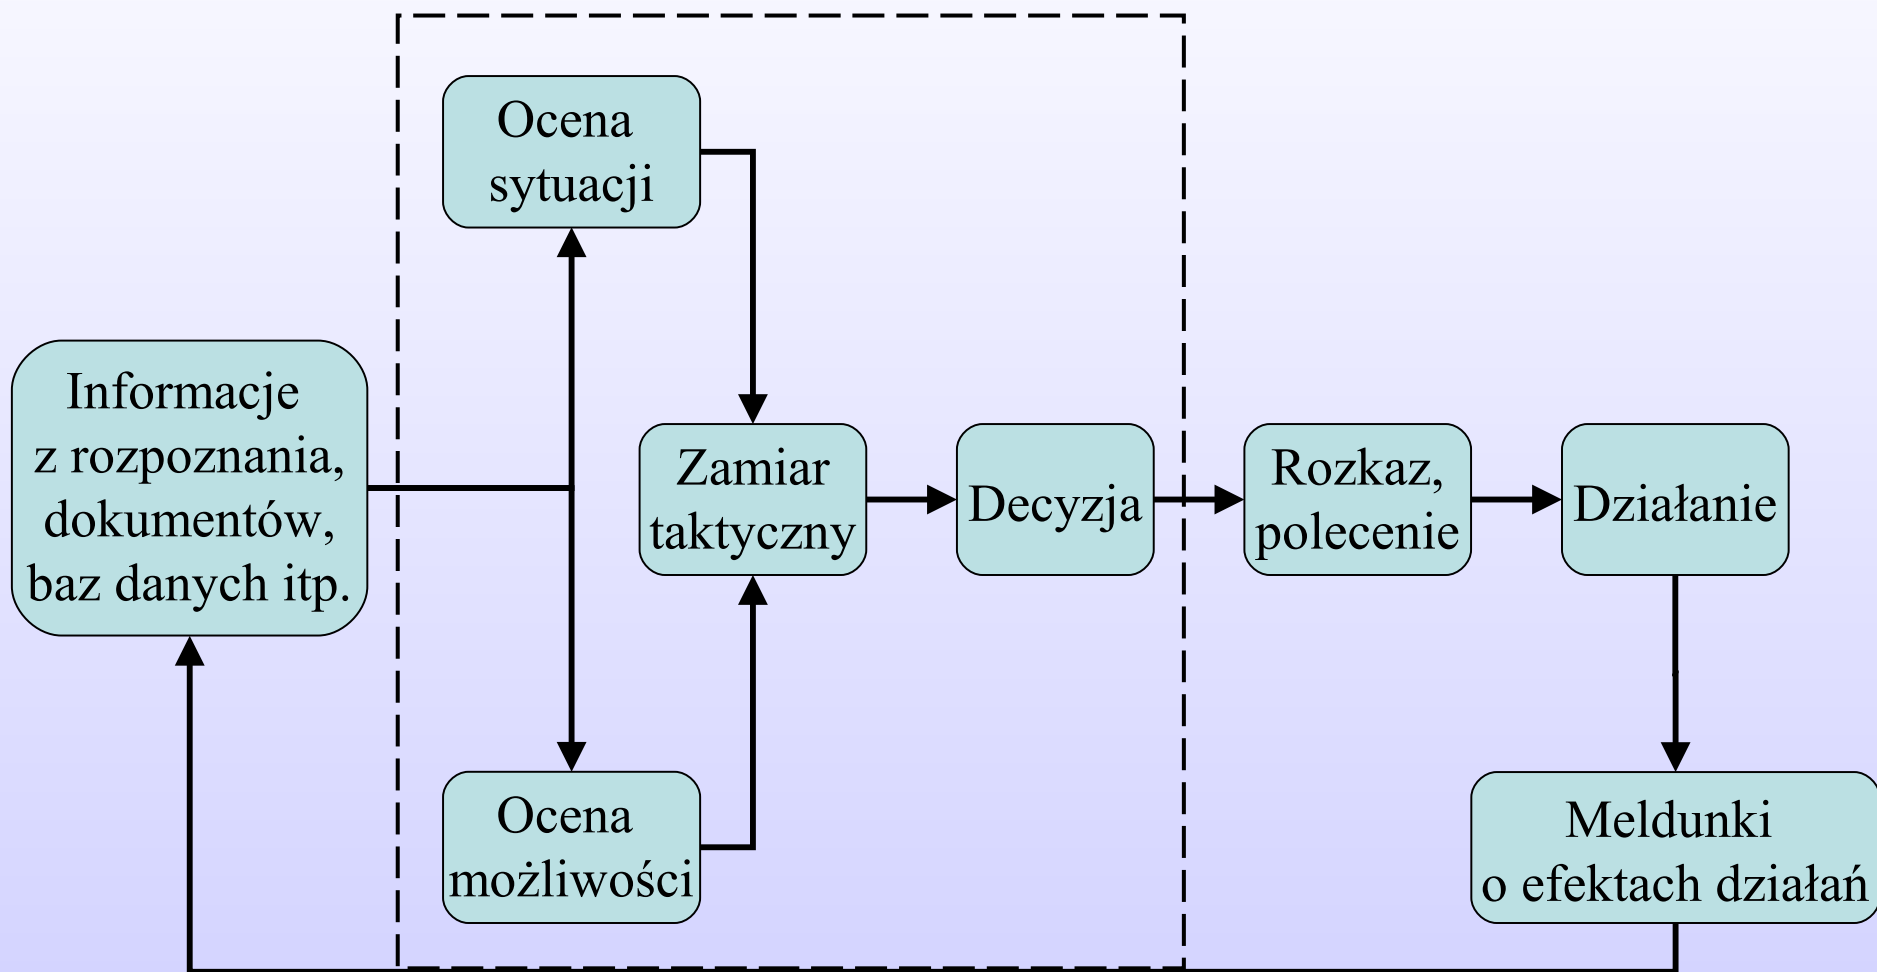 Ocena
sytuacji
Informacje
z rozpoznania,
dokumentów,
baz danych itp.
Zamiar
taktyczny
Decyzja
Rozkaz,
polecenie
Działanie
Ocena
możliwości
Meldunki
o efektach działań